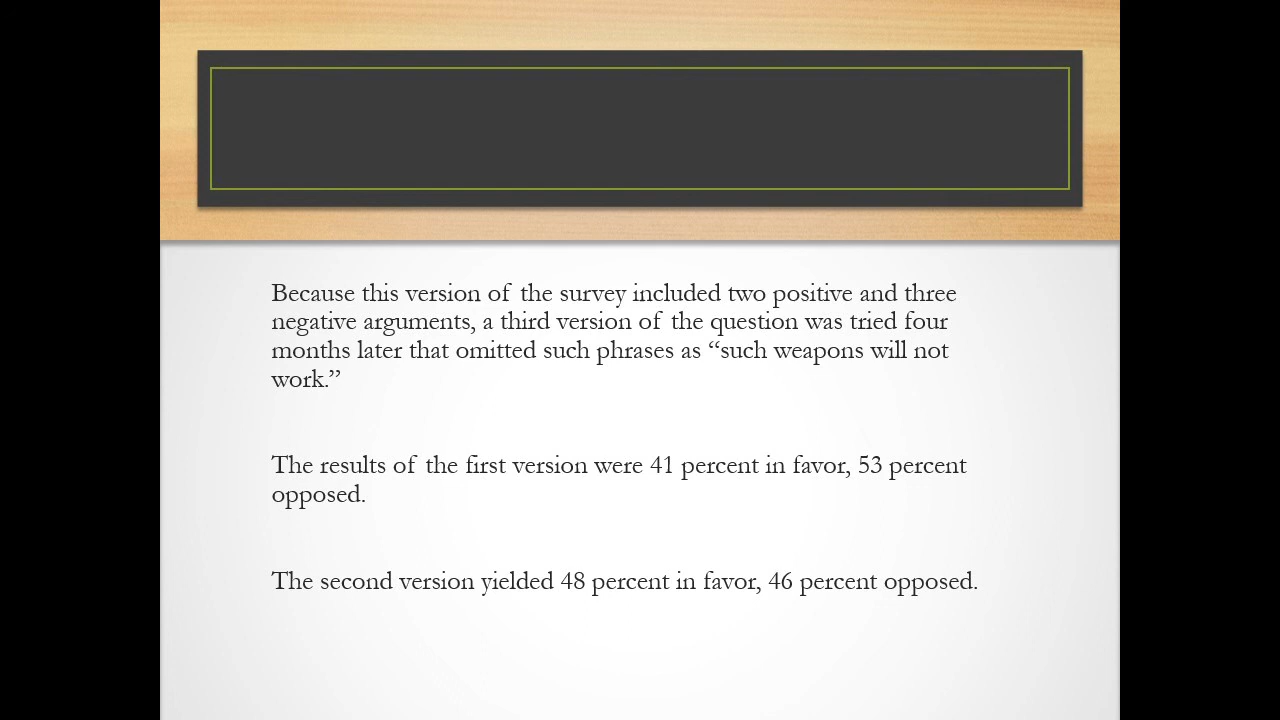 Because this version of the survey included two positive and three
negative arguments, a third version of the question was tried four
months later that omitted such phrases as “such weapons will not
work.”
The results of the first version were 41 percent in favor, 53 percent
opposed.
The second version yielded 48 percent in favor, 46 percent opposed.